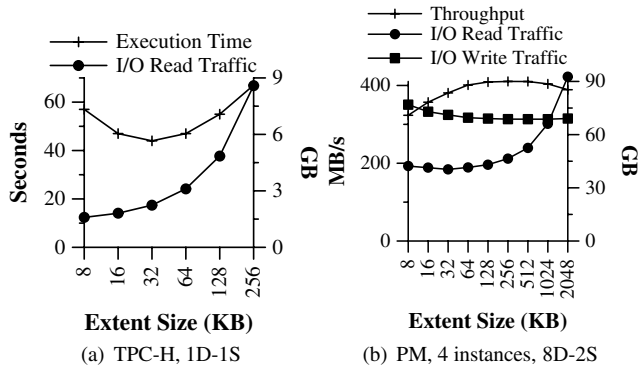 Execution Time
I/O Read Traffic
Seconds
60
40
20
0
9
6
3
0
GB
8
16
32
64
128
256
Extent Size (KB)
(a) TPC-H, 1D-1S
Throughput
I/O Read Traffic
I/O Write Traffic
MB/s
400
200
0
90
60
30
0
GB
8
16
32
64
128
256
512
1024
2048
Extent Size (KB)
(b) PM, 4 instances, 8D-2S